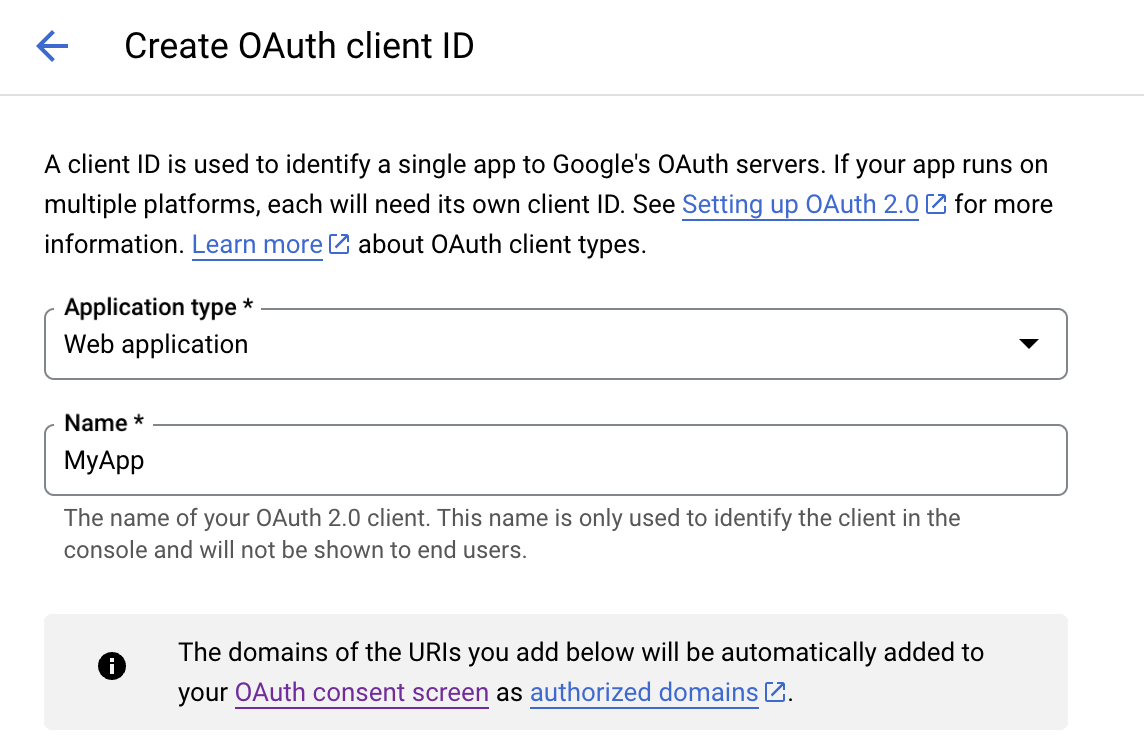 Create OAuth client ID
A client ID is used to identify a single app to Google's OAuth servers. If your app runs on
multiple platforms, each will need its own client ID. See Setting up OAuth 2.0 for more
information. Learn more about OAuth client types.
Application type *
Web application
Name *
MyApp
The name of your OAuth 2.0 client. This name is only used to identify the client in the
console and will not be shown to end users.
The domains of the URIs you add below will be automatically added to
your OAuth consent screen as authorized domains.